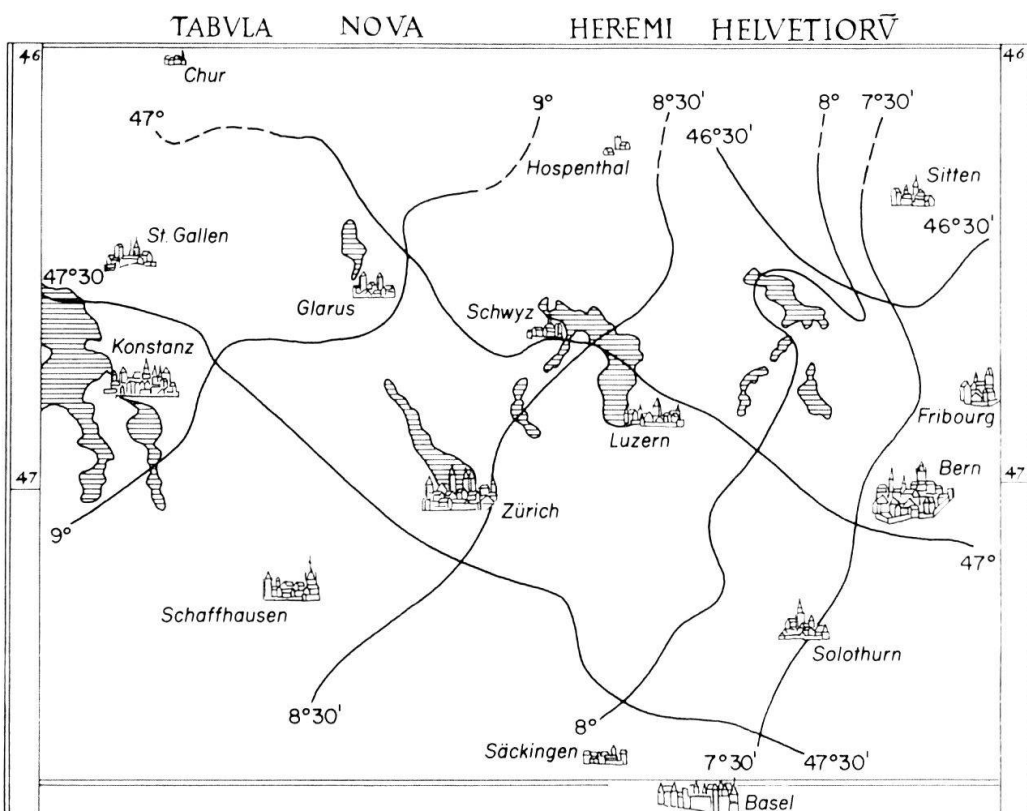 TABVLA NOVA HEREMI HELVETIORV̄
46 46
Chur
47° 9° 8°30' 8° 7°30'
46°30'
Hospenthal
Sitten
St. Gallen
46°30'
47°30
Glarus
Schwyz
Konstanz
Luzern
Fribourg
47 47
Bern
Zürich
9°
47°
Schaffhausen
Solothurn
8°30'
8°
Säckingen
7°30' 47°30'
Basel